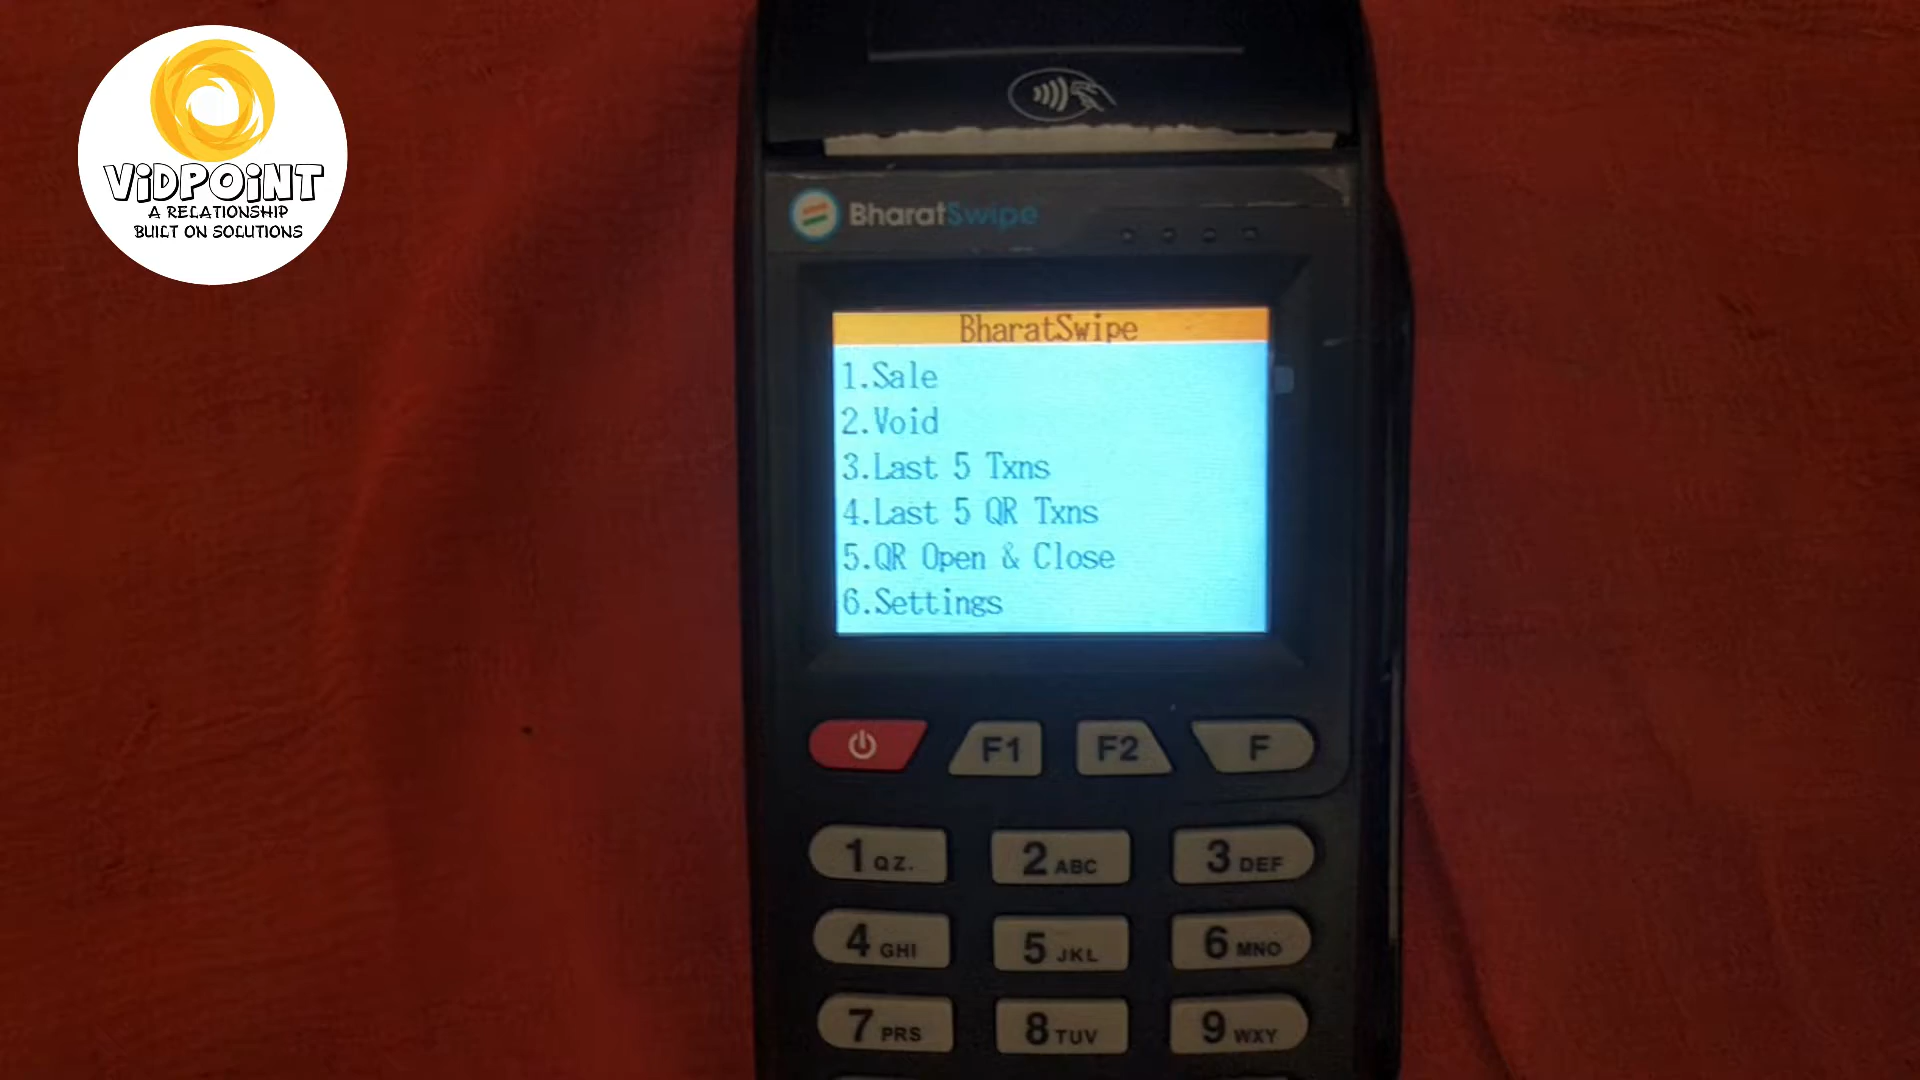 ViDPOiNT
A RELATIONSHIP
BUILT ON SOLUTIONS
BharatSwipe
BharatSwipe
1.Sale
2.Void
3.Last 5 Txns
4.Last 5 QR Txns
5.QR Open & Close
6.Settings
F1 F2 F
1 QZ. 2 ABC 3 DEF
4 GHI 5 JKL 6 MNO
7 PRS 8 TUV 9 WXY